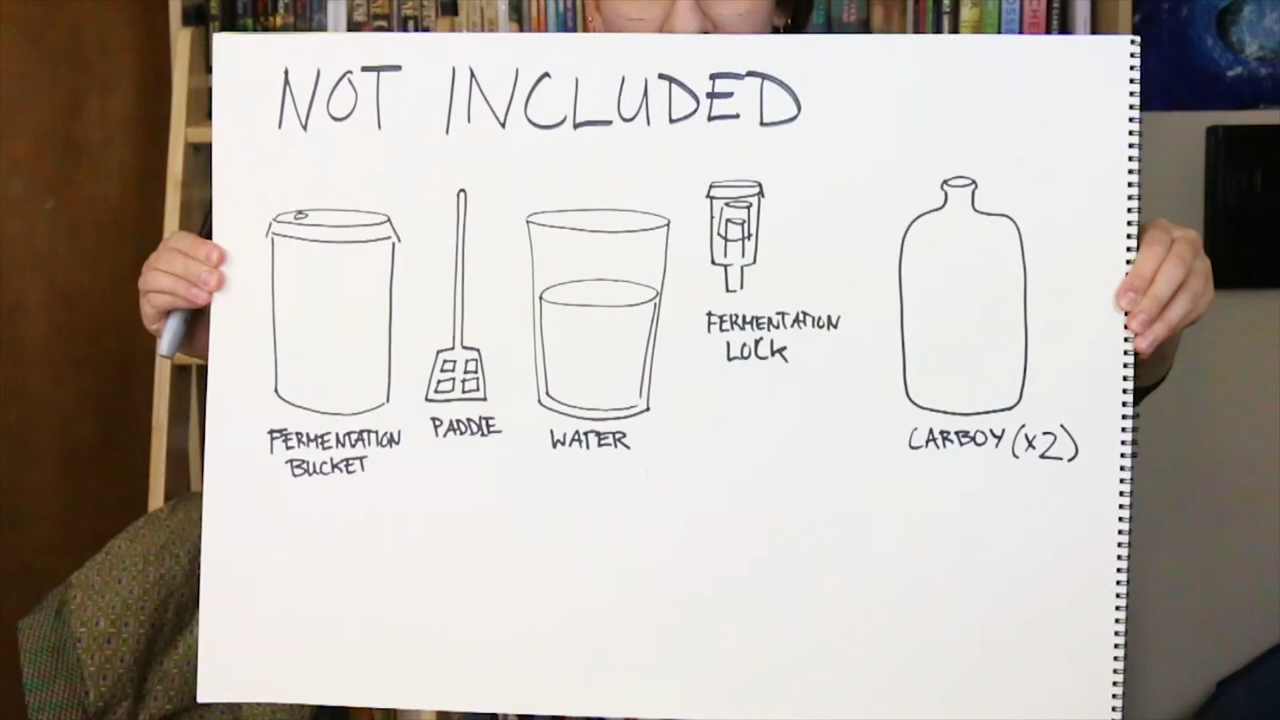 NOT INCLUDED
FERMENTATION
BUCKET
PADDLE
WATER
FERMENTATION
LOCK
CARBOY (x2)